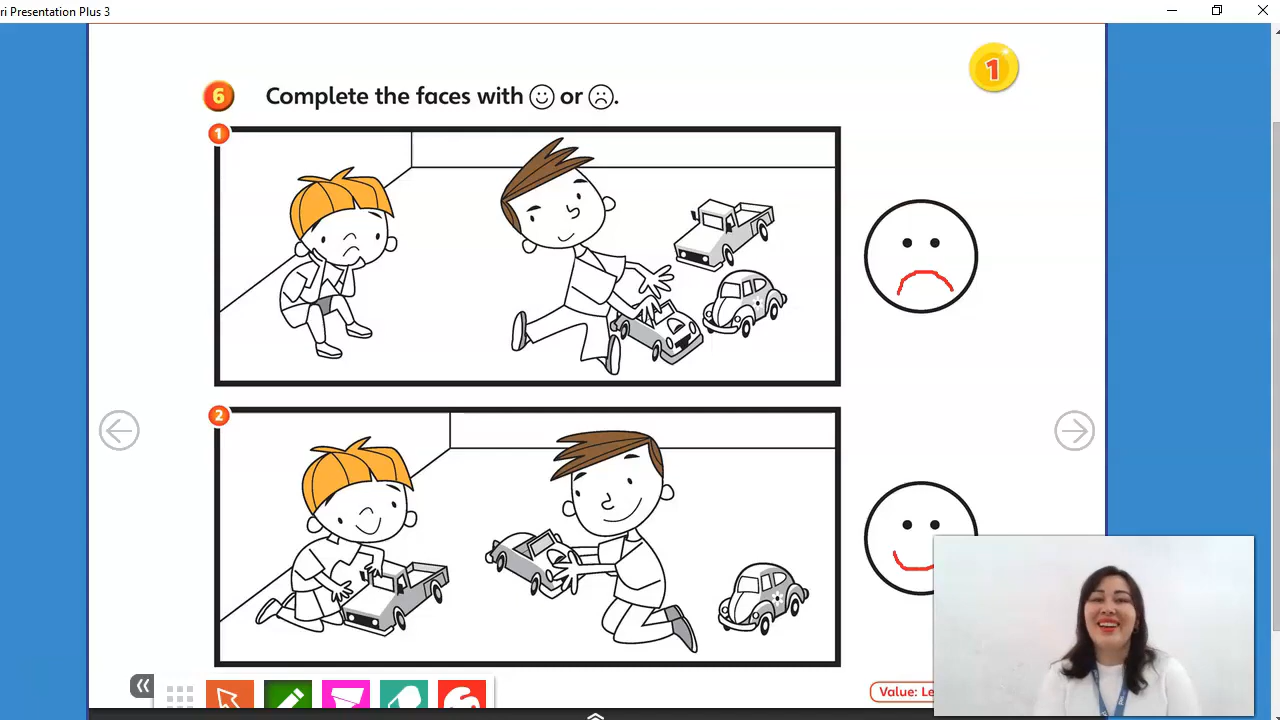 ri Presentation Plus 3
1
6 Complete the faces with or .
1
2
Value: Le